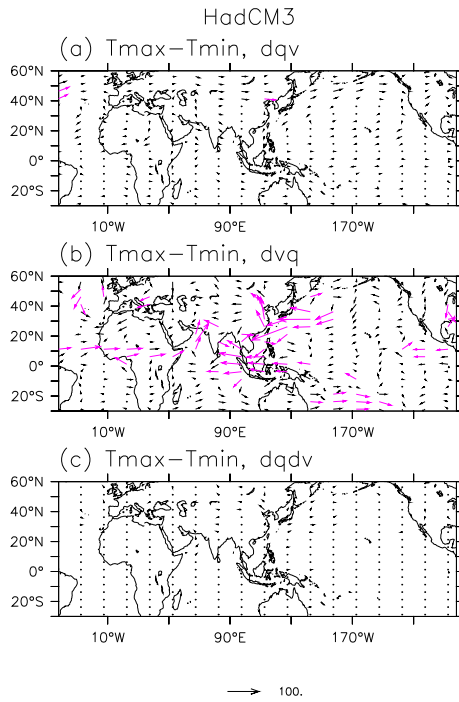 HadCM3
(a) Tmax−Tmin, dqv
60°N
40°N
20°N
0°
20°S
10°W 90°E 170°W
(b) Tmax−Tmin, dvq
60°N
40°N
20°N
0°
20°S
10°W 90°E 170°W
(c) Tmax−Tmin, dqdv
60°N
40°N
20°N
0°
20°S
10°W 90°E 170°W
100.